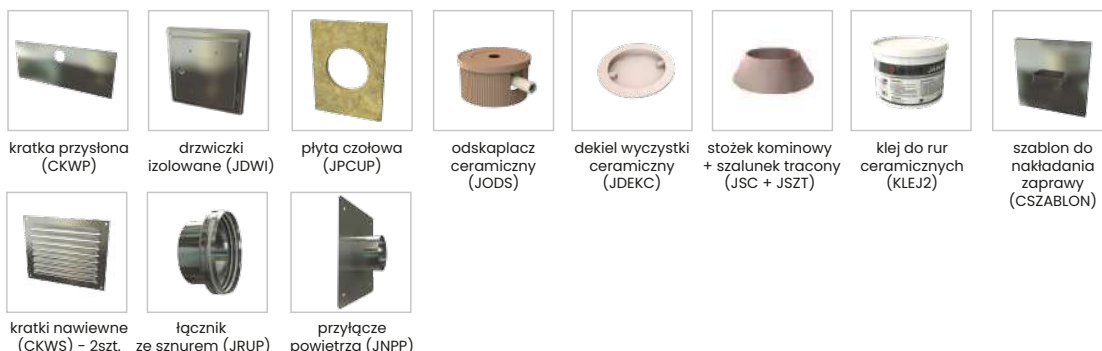 kratka przysłona
(CKWP)
drzwiczki
izolowane (JDWI)
płyta czołowa
(JPCUP)
odskaplacz
ceramiczny
(JODS)
dekiel wyczystki
ceramiczny
(JDEKC)
stożek kominowy
+ szalunek tracony
(JSC + JSZT)
klej do rur
ceramicznych
(KLEJ2)
szablon do
nakładania
zaprawy
(CSZABLON)
kratki nawiewne
(CKWS) - 2szt.
łącznik
ze sznurem (JRUP)
przyłącze
powietrza (JNPP)